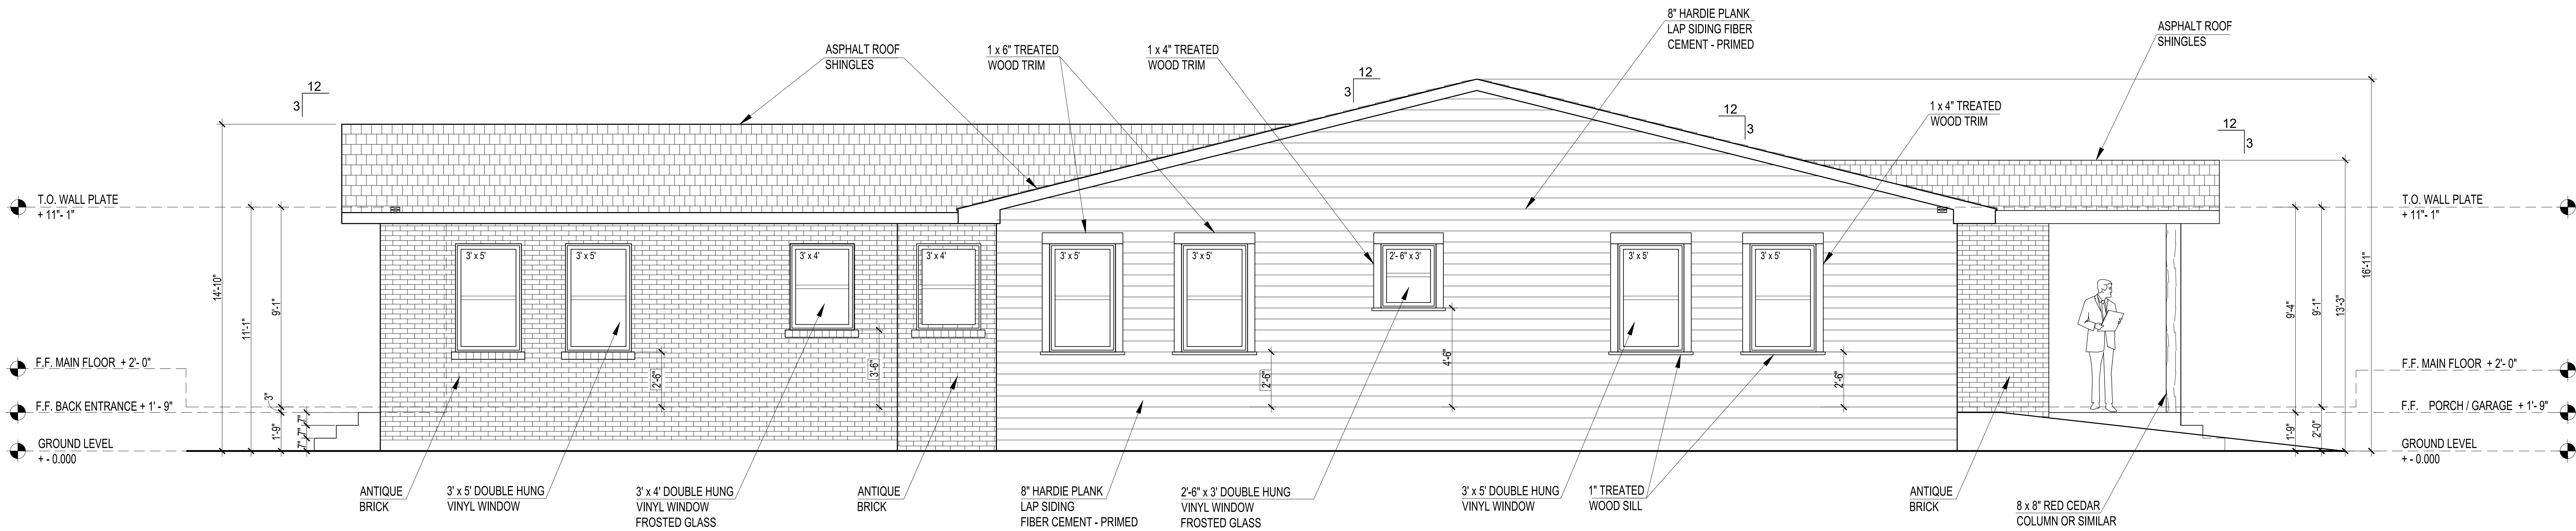 8" HARDIE PLANK
LAP SIDING FIBER
CEMENT - PRIMED
ASPHALT ROOF
SHINGLES
1 x 6" TREATED
WOOD TRIM
1 x 4" TREATED
WOOD TRIM
ASPHALT ROOF
SHINGLES
12
3
12
3
12
3
12
3
1 x 4" TREATED
WOOD TRIM
T.O. WALL PLATE
+ 11"- 1"
T.O. WALL PLATE
+ 11"- 1"
14'-10"
11'-1"
9'-1"
3"
1'-9"
7"
7"
7"
3' x 5'
3' x 5'
3' x 4'
3' x 4'
3' x 5'
3' x 5'
2'- 6" x 3'
3' x 5'
3' x 5'
2'-6"
3'-6"
2'-6"
4'-6"
2'-6"
9'-4"
9'-1"
13'-3"
16'-11"
1'-9"
2'-0"
F.F. MAIN FLOOR + 2'- 0"
F.F. BACK ENTRANCE + 1' - 9"
GROUND LEVEL
+ - 0.000
F.F. MAIN FLOOR + 2'- 0"
F.F. PORCH / GARAGE + 1'- 9"
GROUND LEVEL
+ - 0.000
ANTIQUE
BRICK
3' x 5' DOUBLE HUNG
VINYL WINDOW
3' x 4' DOUBLE HUNG
VINYL WINDOW
FROSTED GLASS
ANTIQUE
BRICK
8" HARDIE PLANK
LAP SIDING
FIBER CEMENT - PRIMED
2'-6" x 3' DOUBLE HUNG
VINYL WINDOW
FROSTED GLASS
3' x 5' DOUBLE HUNG
VINYL WINDOW
1" TREATED
WOOD SILL
ANTIQUE
BRICK
8 x 8" RED CEDAR
COLUMN OR SIMILAR